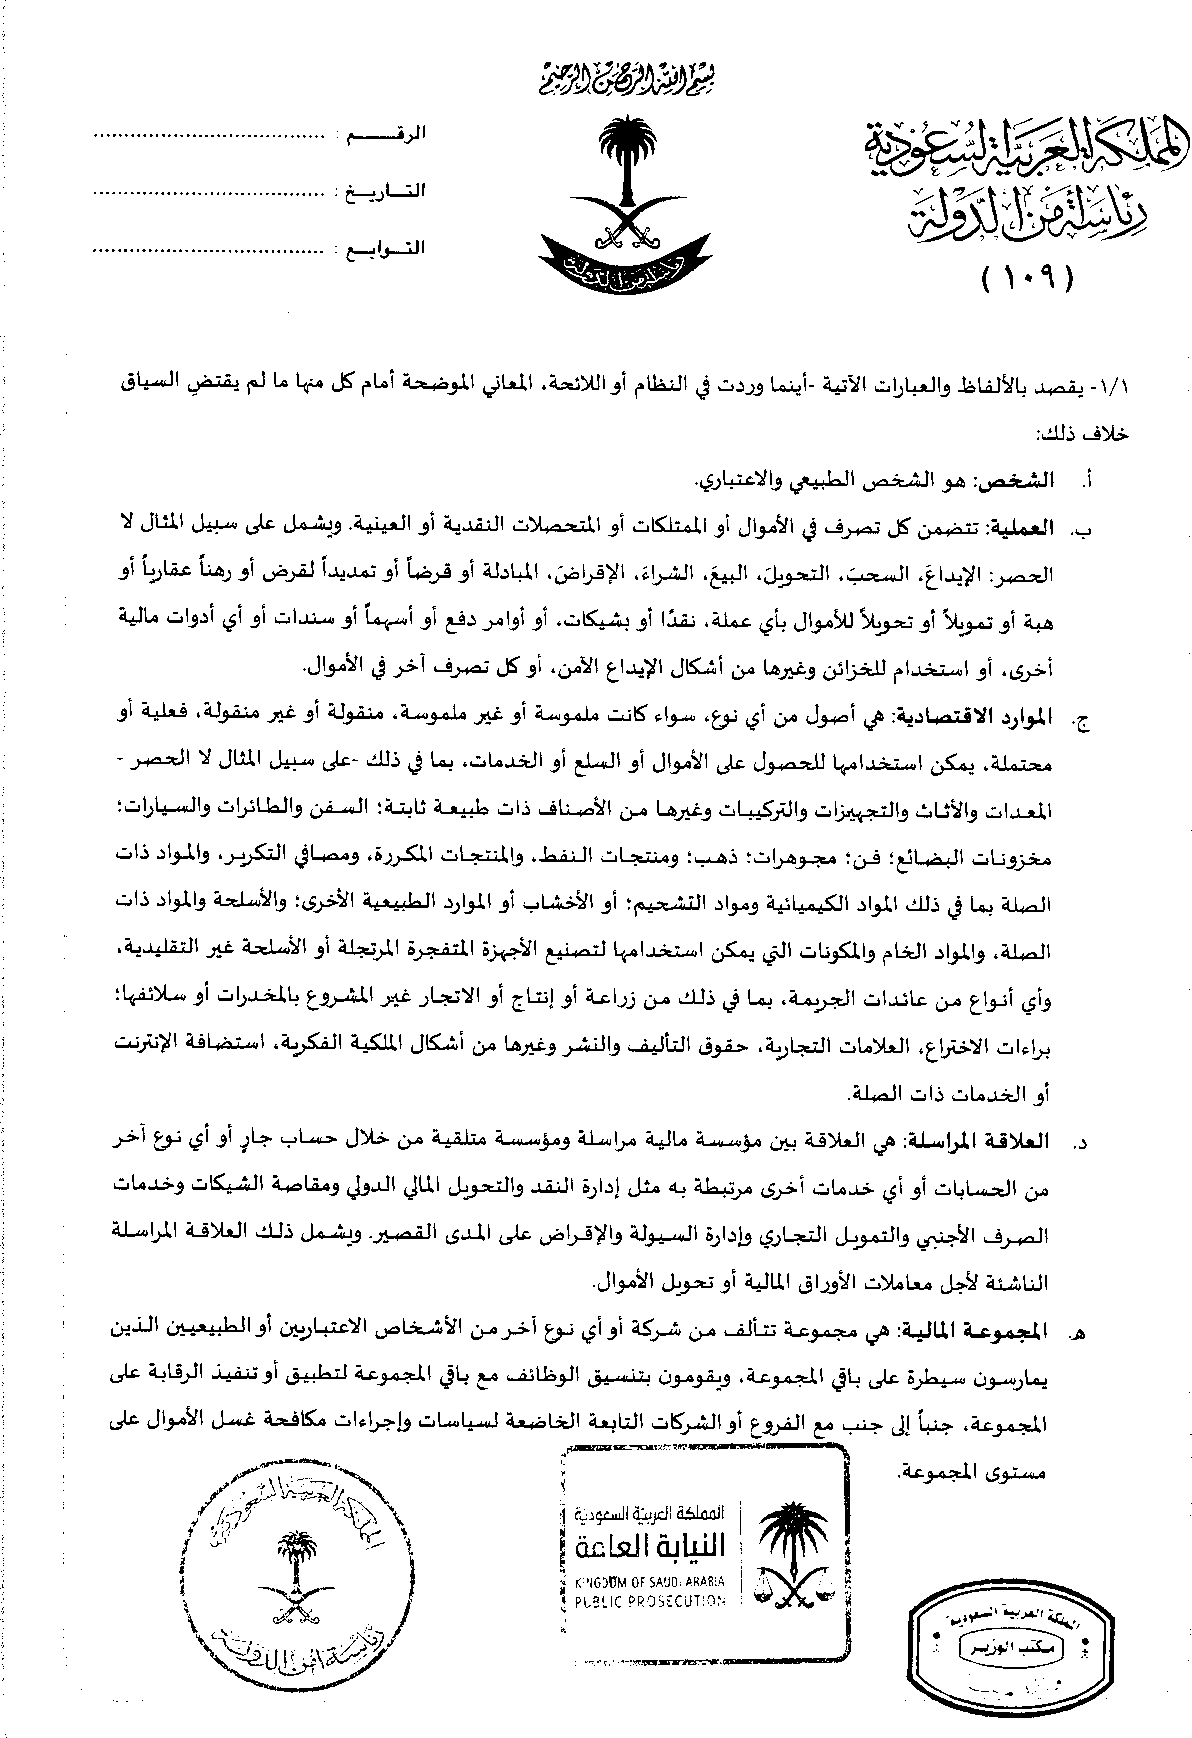 بسم الله الرحمن الرحيم
المملكة العربية السعودية
رئاسة أمن الدولة
(١٠٩)
الرقـــــم : ......................................
التـاريـخ : ......................................
التـوابـع : ......................................
رئاسة أمن الدولة
١/١- يقصد بالألفاظ والعبارات الآتية -أينما وردت في النظام أو اللائحة، المعاني الموضحة أمام كل منها ما لم يقتضِ السياق
خلاف ذلك:
أ. الشخص: هو الشخص الطبيعي والاعتباري.
ب. العملية: تتضمن كل تصرف في الأموال أو الممتلكات أو المتحصلات النقدية أو العينية. ويشمل على سبيل المثال لا
الحصر: الإيداعَ، السحبَ، التحويلَ، البيعَ، الشراءَ، الإقراضَ، المبادلة أو قرضاً أو تمديداً لقرض أو رهناً عقارياً أو
هبة أو تمويلاً أو تحويلاً للأموال بأي عملة، نقدًا أو بشيكات، أو أوامر دفع أو أسهماً أو سندات أو أي أدوات مالية
أخرى، أو استخدام للخزائن وغيرها من أشكال الإيداع الآمن، أو كل تصرف آخر في الأموال.
ج. الموارد الاقتصادية: هي أصول من أي نوع، سواء كانت ملموسة أو غير ملموسة، منقولة أو غير منقولة، فعلية أو
محتملة، يمكن استخدامها للحصول على الأموال أو السلع أو الخدمات، بما في ذلك -على سبيل المثال لا الحصر -
المعدات والأثاث والتجهيزات والتركيبات وغيرها من الأصناف ذات طبيعة ثابتة؛ السفن والطائرات والسيارات؛
مخزونات البضائع؛ فن؛ مجوهرات؛ ذهب؛ ومنتجات النفط، والمنتجات المكررة، ومصافي التكرير، والمواد ذات
الصلة بما في ذلك المواد الكيميائية ومواد التشحيم؛ أو الأخشاب أو الموارد الطبيعية الأخرى؛ والأسلحة والمواد ذات
الصلة، والمواد الخام والمكونات التي يمكن استخدامها لتصنيع الأجهزة المتفجرة المرتجلة أو الأسلحة غير التقليدية،
وأي أنواع من عائدات الجريمة، بما في ذلك من زراعة أو إنتاج أو الاتجار غير المشروع بالمخدرات أو سلائفها؛
براءات الاختراع، العلامات التجارية، حقوق التأليف والنشر وغيرها من أشكال الملكية الفكرية، استضافة الإنترنت
أو الخدمات ذات الصلة.
د. العلاقة المراسلة: هي العلاقة بين مؤسسة مالية مراسلة ومؤسسة متلقية من خلال حساب جارٍ أو أي نوع آخر
من الحسابات أو أي خدمات أخرى مرتبطة به مثل إدارة النقد والتحويل المالي الدولي ومقاصة الشيكات وخدمات
الصرف الأجنبي والتمويل التجاري وإدارة السيولة والإقراض على المدى القصير. ويشمل ذلك العلاقة المراسلة
الناشئة لأجل معاملات الأوراق المالية أو تحويل الأموال.
هـ. المجموعة المالية: هي مجموعة تتألف من شركة أو أي نوع آخر من الأشخاص الاعتباريين أو الطبيعيين الذين
يمارسون سيطرة على باقي المجموعة، ويقومون بتنسيق الوظائف مع باقي المجموعة لتطبيق أو تنفيذ الرقابة على
المجموعة، جنباً إلى جنب مع الفروع أو الشركات التابعة الخاضعة لسياسات وإجراءات مكافحة غسل الأموال على
مستوى المجموعة.
المملكة العربية السعودية
مكتب الوزير
المملكة العربية السعودية
النيابة العامة
KINGDOM OF SAUDI ARABIA
PUBLIC PROSECUTION
المملكة العربية السعودية
رئاسة أمن الدولة